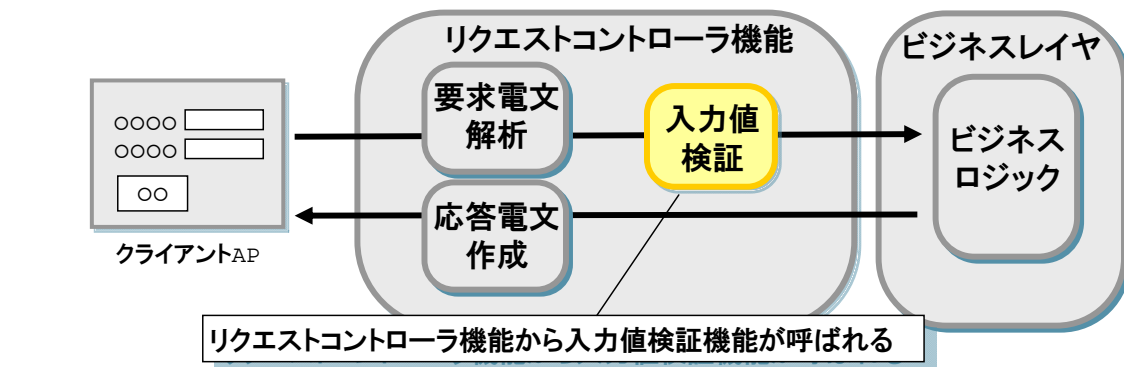 リクエストコントローラ機能
ビジネスレイヤ
要求電文
解析
入力値
検証
ビジネス
ロジック
○○○○
○○○○
○○
応答電文
作成
クライアントAP
リクエストコントローラ機能から入力値検証機能が呼ばれる